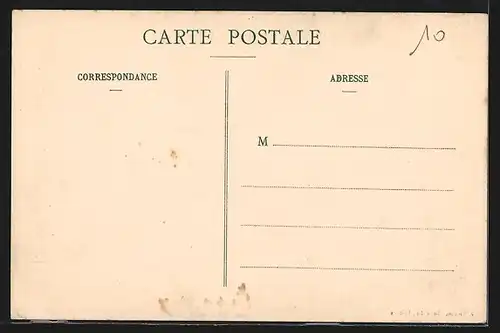 CARTE POSTALE
10
CORRESPONDANCE
ADRESSE
M